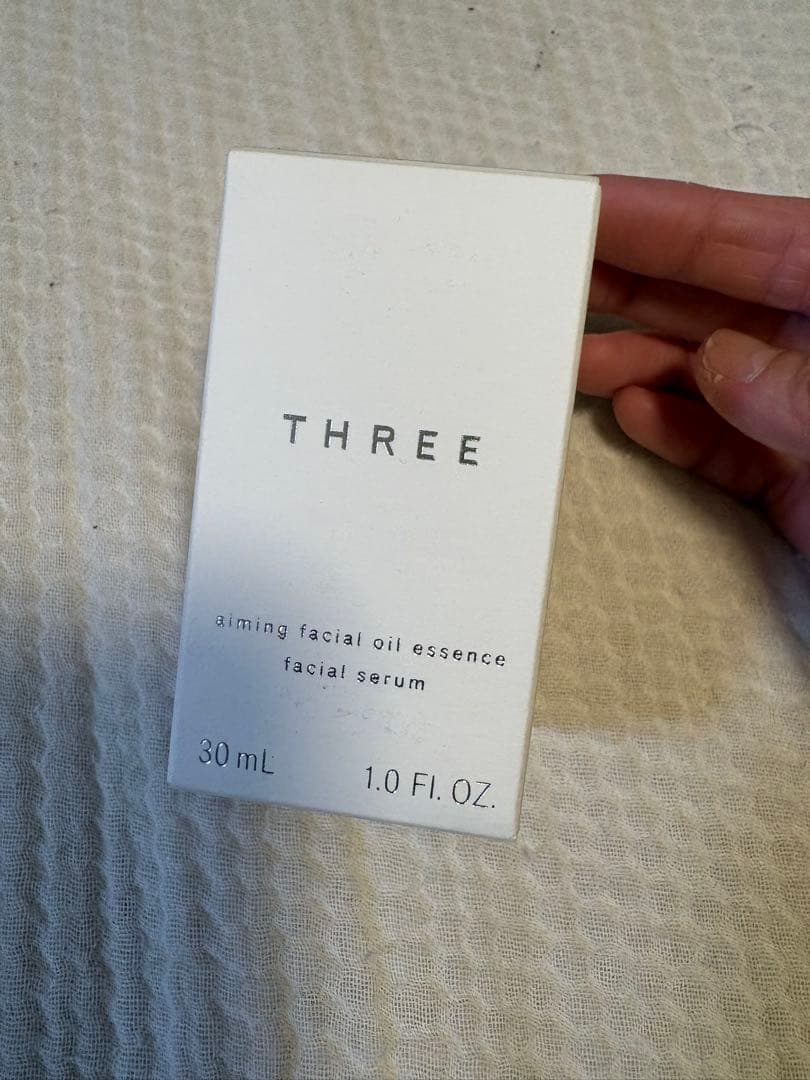 THREE
aiming facial oil essence
facial serum
30 mL
1.0 Fl. OZ.